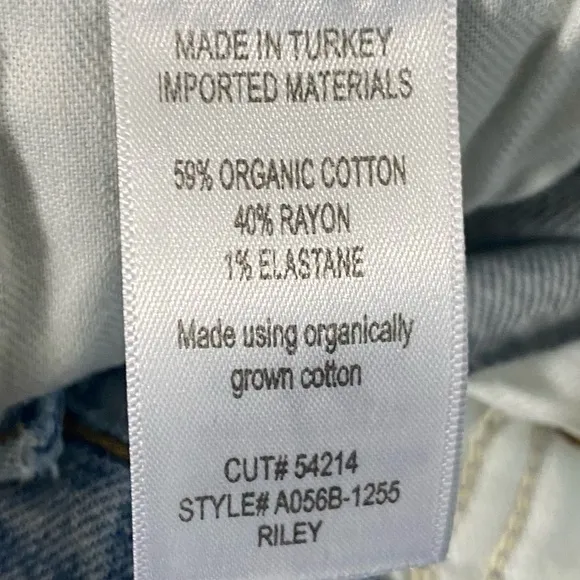 MADE IN TURKEY
IMPORTED MATERIALS
59% ORGANIC COTTON
40% RAYON
1% ELASTANE
Made using organically
grown cotton
CUT# 54214
STYLE# A056B-1255
RILEY